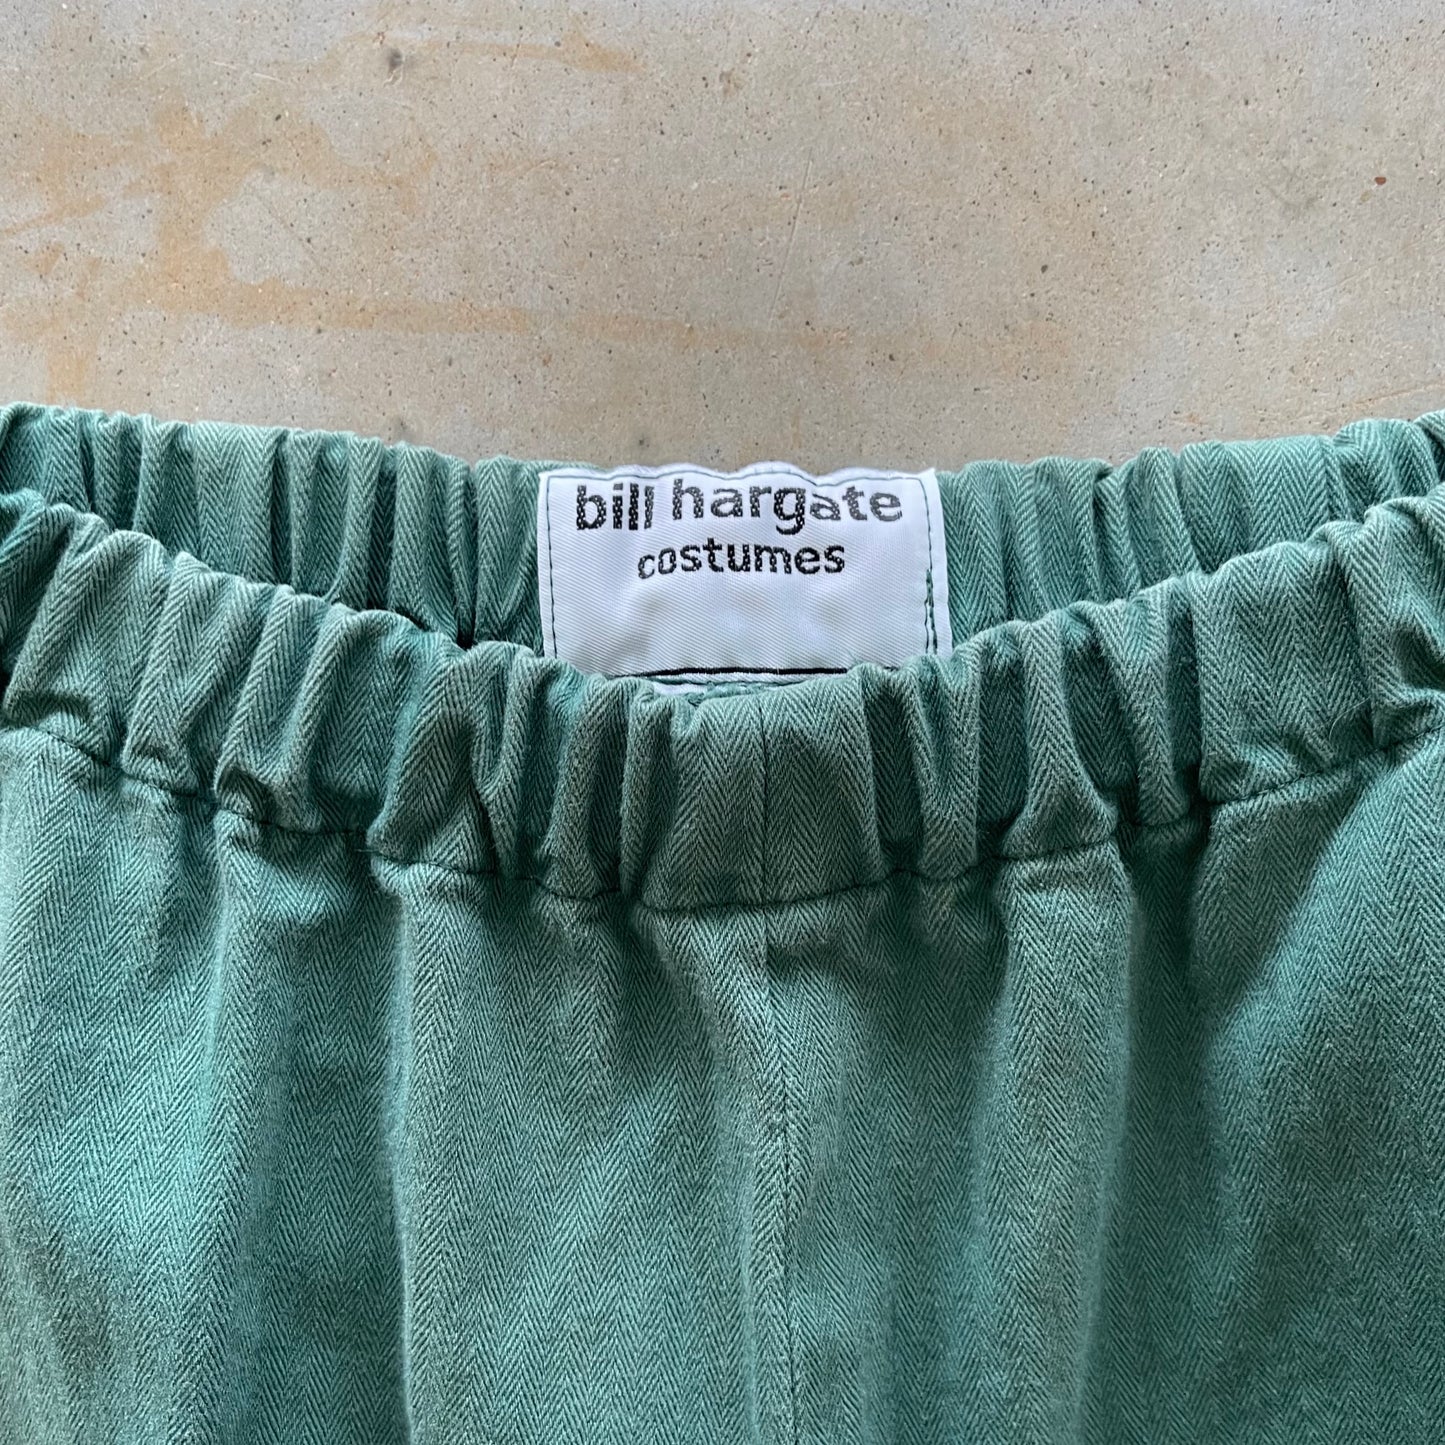 bill hargate
costumes